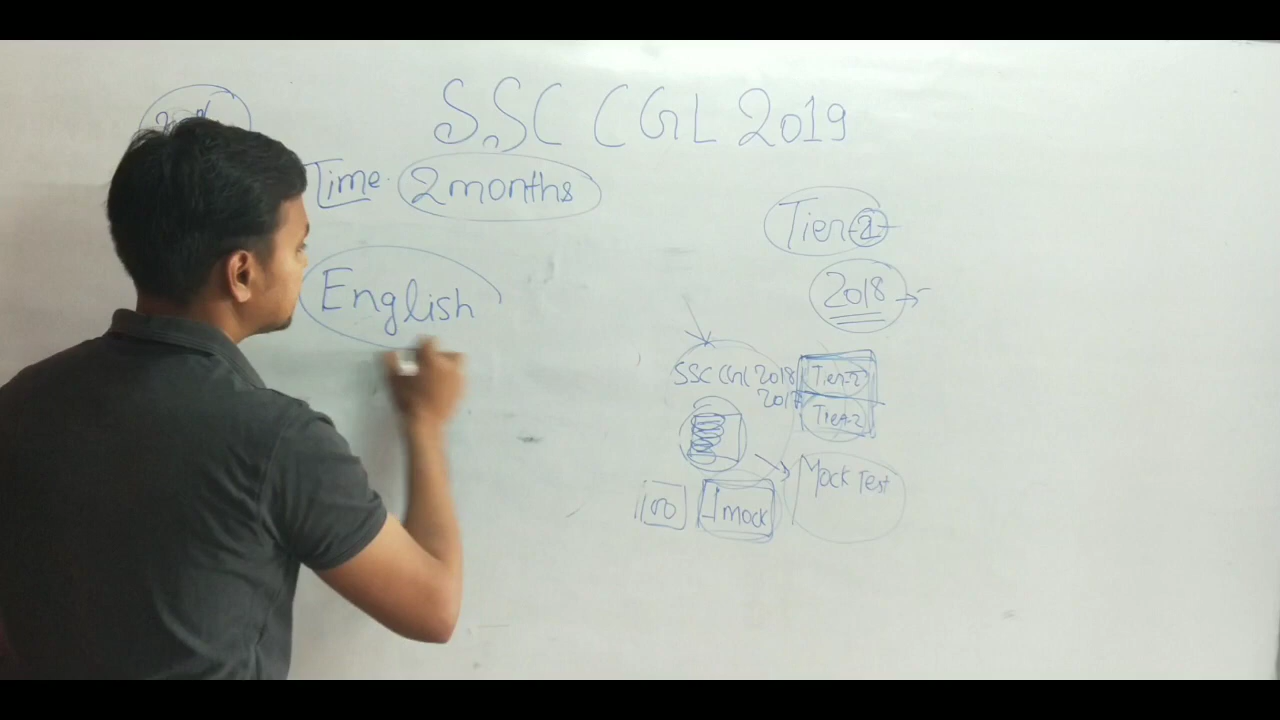 SSC CGL 2019
Time 2 months
Tier-2
English
2018
SSC CGL 2018 Tier-2
2017 Tier-2
Mock Test
100 1 mock